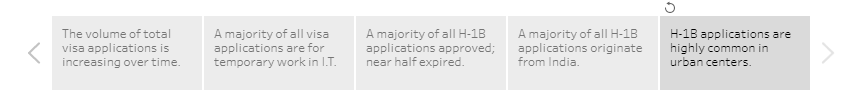 The volume of total
visa applications is
increasing over time.
A majority of all visa
applications are for
temporary work in I.T.
A majority of all H-1B
applications approved;
near half expired.
A majority of all H-1B
applications originate
from India.
H-1B applications are
highly common in
urban centers.